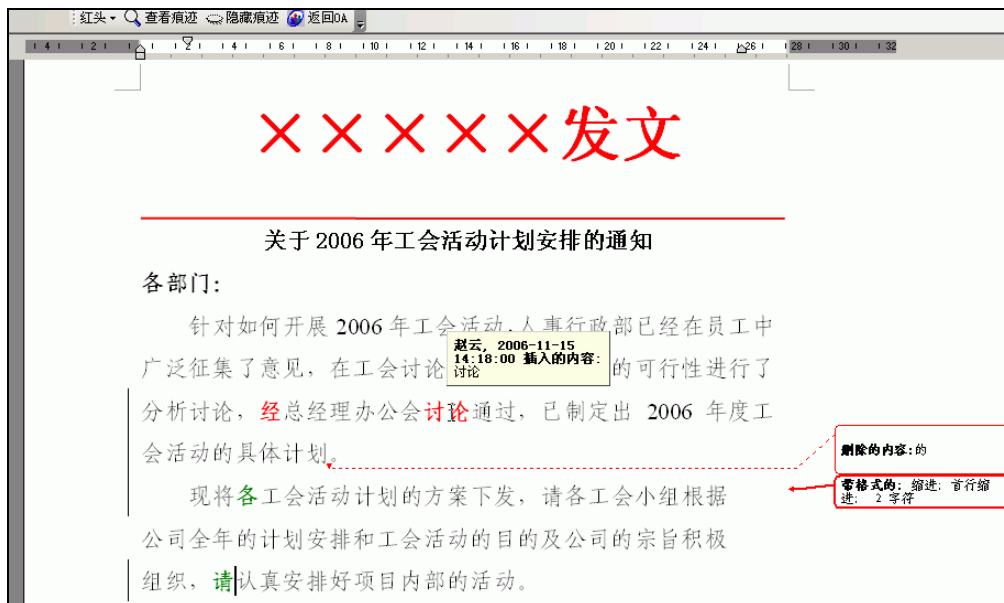 红头 查看痕迹 隐藏痕迹 返回OA
4 2 2 4 6 8 10 12 14 16 18 20 22 24 26 28 30 32
×××××发文
关于2006年工会活动计划安排的通知
各部门：
针对如何开展 2006 年工会活动，人事行政部已经在员工中
广泛征集了意见，在工会讨论 的可行性进行了
赵云, 2006-11-15
14:18:00 插入的内容:
讨论
分析讨论，经总经理办公会讨论通过，已制定出 2006 年度工
会活动的具体计划。
删除的内容:的
现将各工会活动计划的方案下发，请各工会小组根据
带格式的: 缩进: 首行缩
进: 2 字符
公司全年的计划安排和工会活动的目的及公司的宗旨积极
组织，请认真安排好项目内部的活动。